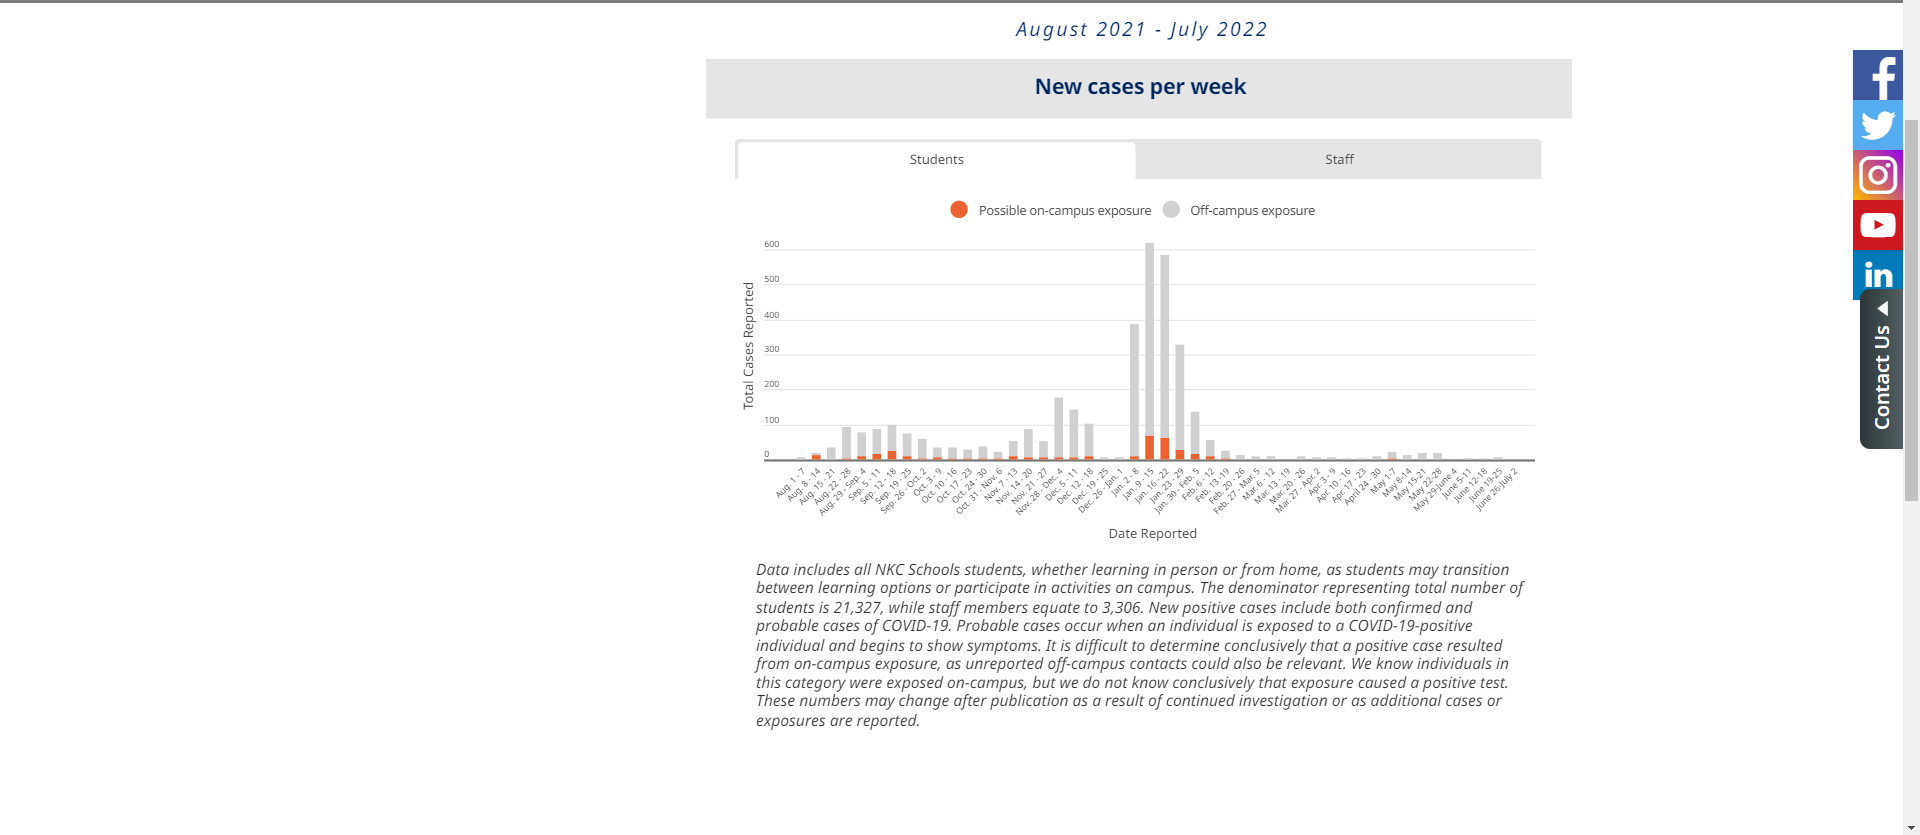 August 2021 - July 2022
New cases per week
Students
Staff
Possible on-campus exposure
Off-campus exposure
Total Cases Reported
600
500
400
300
200
100
0
Aug. 1 - 7
Aug. 8 - 14
Aug. 15 - 21
Aug. 22 - 28
Aug. 29 - Sep. 4
Sep. 5 - 11
Sep. 12 - 18
Sep. 19 - 25
Sep. 26 - Oct. 2
Oct. 3 - 9
Oct. 10 - 16
Oct. 17 - 23
Oct. 24 - 30
Oct. 31 - Nov. 6
Nov. 7 - 13
Nov. 14 - 20
Nov. 21 - 27
Nov. 28 - Dec. 4
Dec. 5 - 11
Dec. 12 - 18
Dec. 19 - 25
Dec. 26 - Jan. 1
Jan. 2 - 8
Jan. 9 - 15
Jan. 16 - 22
Jan. 23 - 29
Jan. 30 - Feb. 5
Feb. 6 - 12
Feb. 13 -19
Feb. 20 - 26
Feb. 27 - Mar. 5
Mar. 6 - 12
Mar. 13 - 19
Mar. 20 - 26
Mar. 27 - Apr. 2
Apr. 3 - 9
Apr. 10 - 16
Apr. 17 - 23
April 24 - 30
May 1-7
May 8-14
May 15-21
May 22-28
May 29-June 4
June 5-11
June 12-18
June 19-25
June 26-July 2
Date Reported
Data includes all NKC Schools students, whether learning in person or from home, as students may transition
between learning options or participate in activities on campus. The denominator representing total number of
students is 21,327, while staff members equate to 3,306. New positive cases include both confirmed and
probable cases of COVID-19. Probable cases occur when an individual is exposed to a COVID-19-positive
individual and begins to show symptoms. It is difficult to determine conclusively that a positive case resulted
from on-campus exposure, as unreported off-campus contacts could also be relevant. We know individuals in
this category were exposed on-campus, but we do not know conclusively that exposure caused a positive test.
These numbers may change after publication as a result of continued investigation or as additional cases or
exposures are reported.
f
in
Contact Us